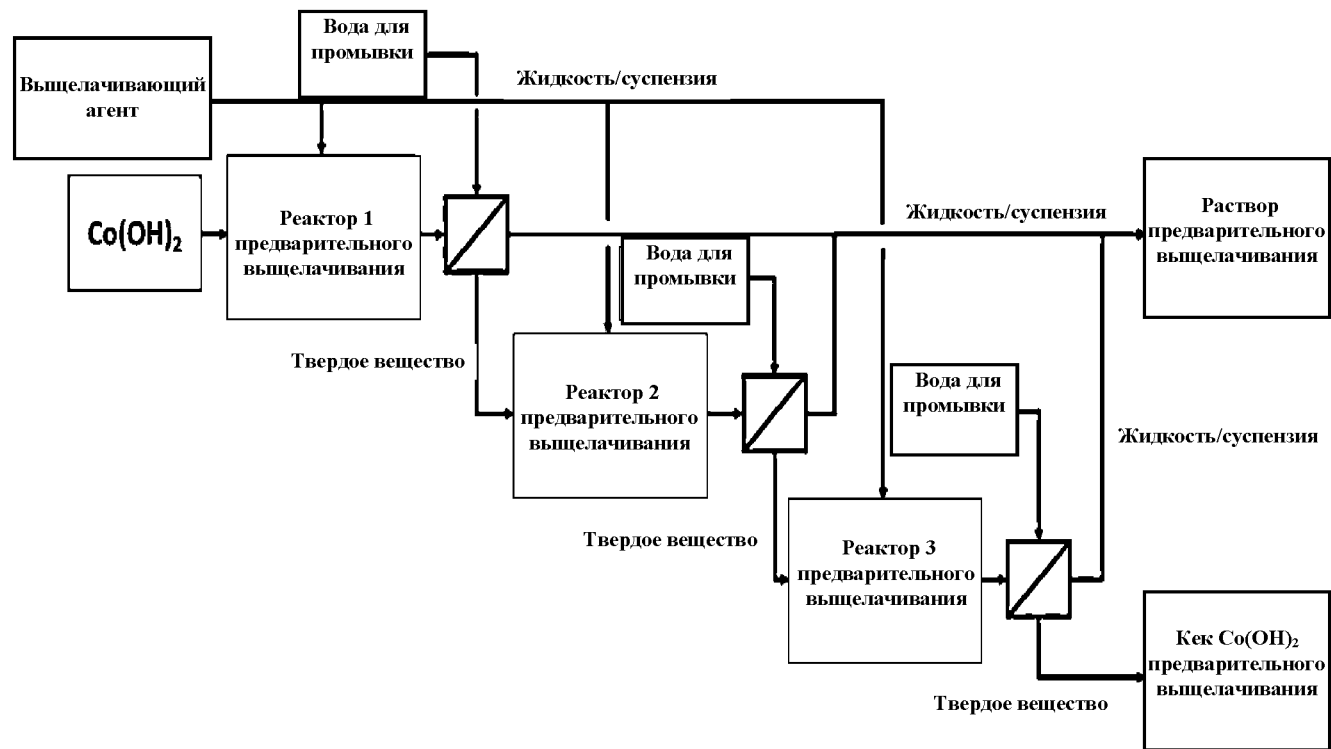 Вода для
промывки
Выщелачивающий
агент
Жидкость/суспензия
Co(OH)₂
Реактор 1
предварительного
выщелачивания
Жидкость/суспензия
Раствор
предварительного
выщелачивания
Вода для
промывки
Твердое вещество
Реактор 2
предварительного
выщелачивания
Вода для
промывки
Жидкость/суспензия
Твердое вещество
Реактор 3
предварительного
выщелачивания
Кек Co(OH)₂
предварительного
выщелачивания
Твердое вещество